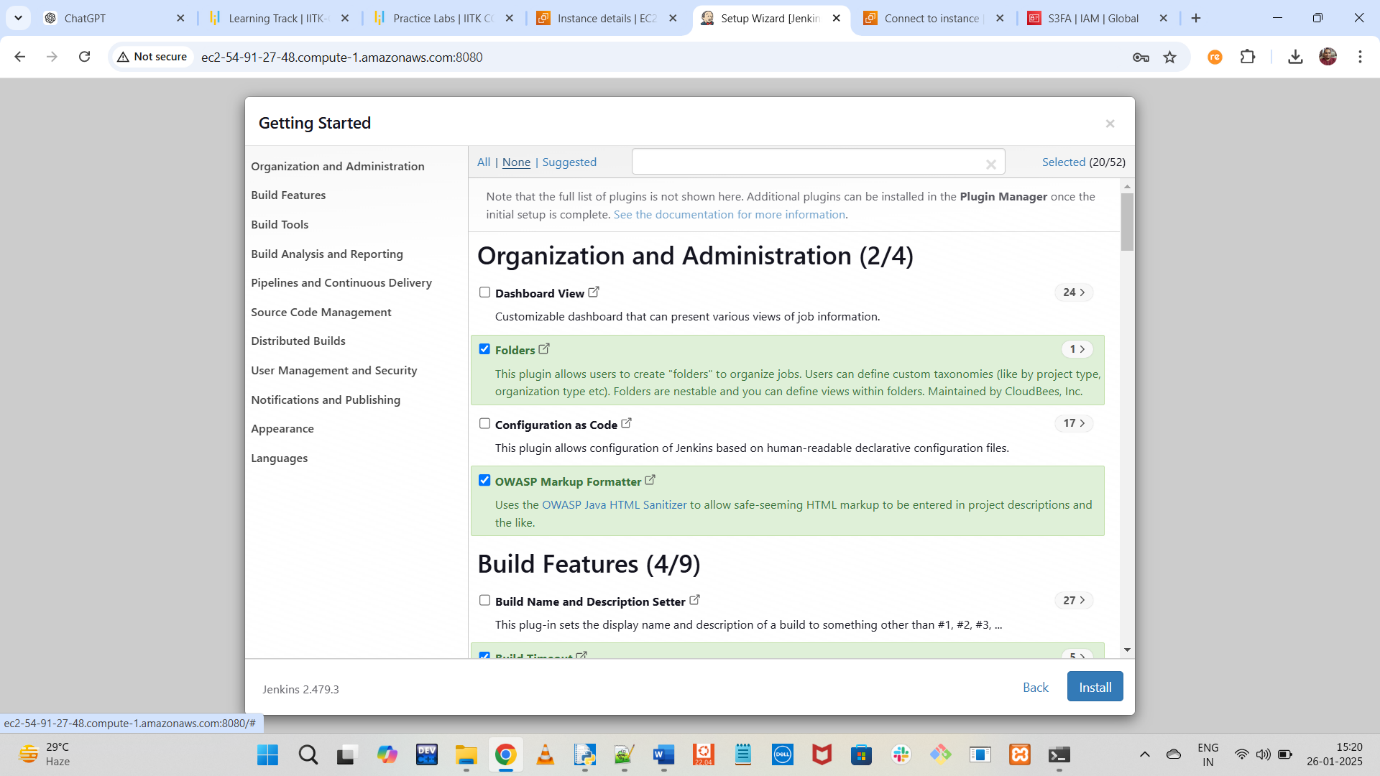 ChatGPT
Learning Track | IITK-
Practice Labs | IITK CC
Instance details | EC2
Setup Wizard [Jenkin
Connect to instance |
S3FA | IAM | Global
Not secure
ec2-54-91-27-48.compute-1.amazonaws.com:8080
re
Getting Started
Organization and Administration
Build Features
Build Tools
Build Analysis and Reporting
Pipelines and Continuous Delivery
Source Code Management
Distributed Builds
User Management and Security
Notifications and Publishing
Appearance
Languages
All | None | Suggested
Selected (20/52)
Note that the full list of plugins is not shown here. Additional plugins can be installed in the Plugin Manager once the
initial setup is complete. See the documentation for more information.
Organization and Administration (2/4)
Dashboard View
24 >
Customizable dashboard that can present various views of job information.
Folders
1 >
This plugin allows users to create "folders" to organize jobs. Users can define custom taxonomies (like by project type,
organization type etc). Folders are nestable and you can define views within folders. Maintained by CloudBees, Inc.
Configuration as Code
17 >
This plugin allows configuration of Jenkins based on human-readable declarative configuration files.
OWASP Markup Formatter
Uses the OWASP Java HTML Sanitizer to allow safe-seeming HTML markup to be entered in project descriptions and
the like.
Build Features (4/9)
Build Name and Description Setter
27 >
This plug-in sets the display name and description of a build to something other than #1, #2, #3, ...
Build Timeout
5 >
Jenkins 2.479.3
Back
Install
ec2-54-91-27-48.compute-1.amazonaws.com:8080/#
29°C
Haze
DEV
22.04
DELL
ENG
IN
15:20
26-01-2025